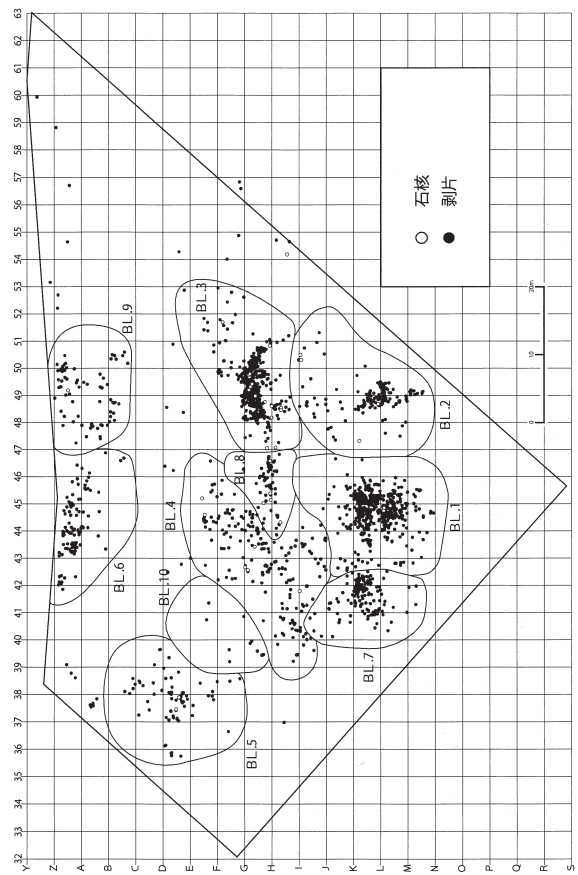 63 62 61 60 59 58 57 56 55 54 53 52 51 50 49 48 47 46 45 44 43 42 41 40 39 38 37 36 35 34 33 32
Y Z A B C D E F G H I J K L M N O P Q R S
BL.9
BL.3
BL.2
BL.8
BL.4
BL.1
BL.6
BL.10
BL.7
BL.5
○ 石核
● 剥片
0 10 20m